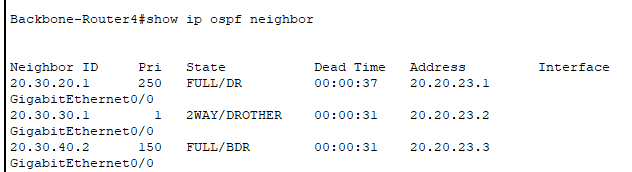 Backbone-Router4#show ip ospf neighbor
Neighbor ID Pri State Dead Time Address Interface
20.30.20.1 250 FULL/DR 00:00:37 20.20.23.1
GigabitEthernet0/0
20.30.30.1 1 2WAY/DROTHER 00:00:31 20.20.23.2
GigabitEthernet0/0
20.30.40.2 150 FULL/BDR 00:00:31 20.20.23.3
GigabitEthernet0/0